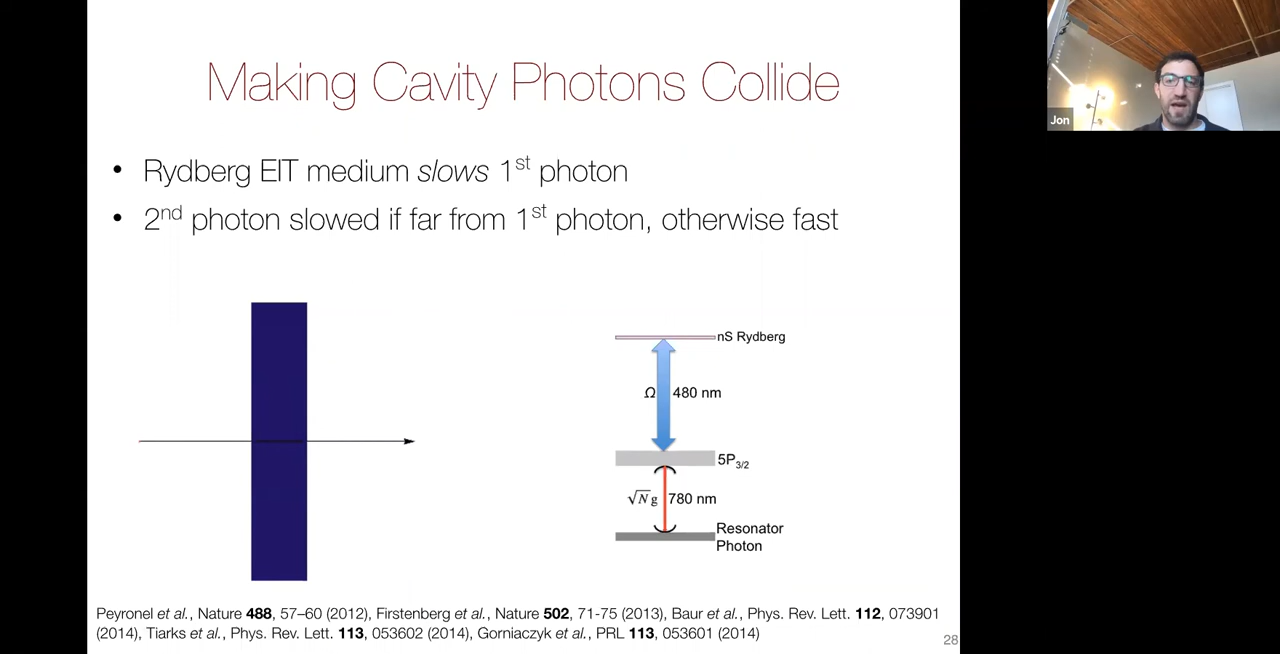 Making Cavity Photons Collide
Jon
• Rydberg EIT medium slows 1st photon
• 2nd photon slowed if far from 1st photon, otherwise fast
nS Rydberg
Ω 480 nm
5P3/2
√N g 780 nm
Resonator
Photon
Peyronel et al., Nature 488, 57–60 (2012), Firstenberg et al., Nature 502, 71-75 (2013), Baur et al., Phys. Rev. Lett. 112, 073901
(2014), Tiarks et al., Phys. Rev. Lett. 113, 053602 (2014), Gorniaczyk et al., PRL 113, 053601 (2014)
28